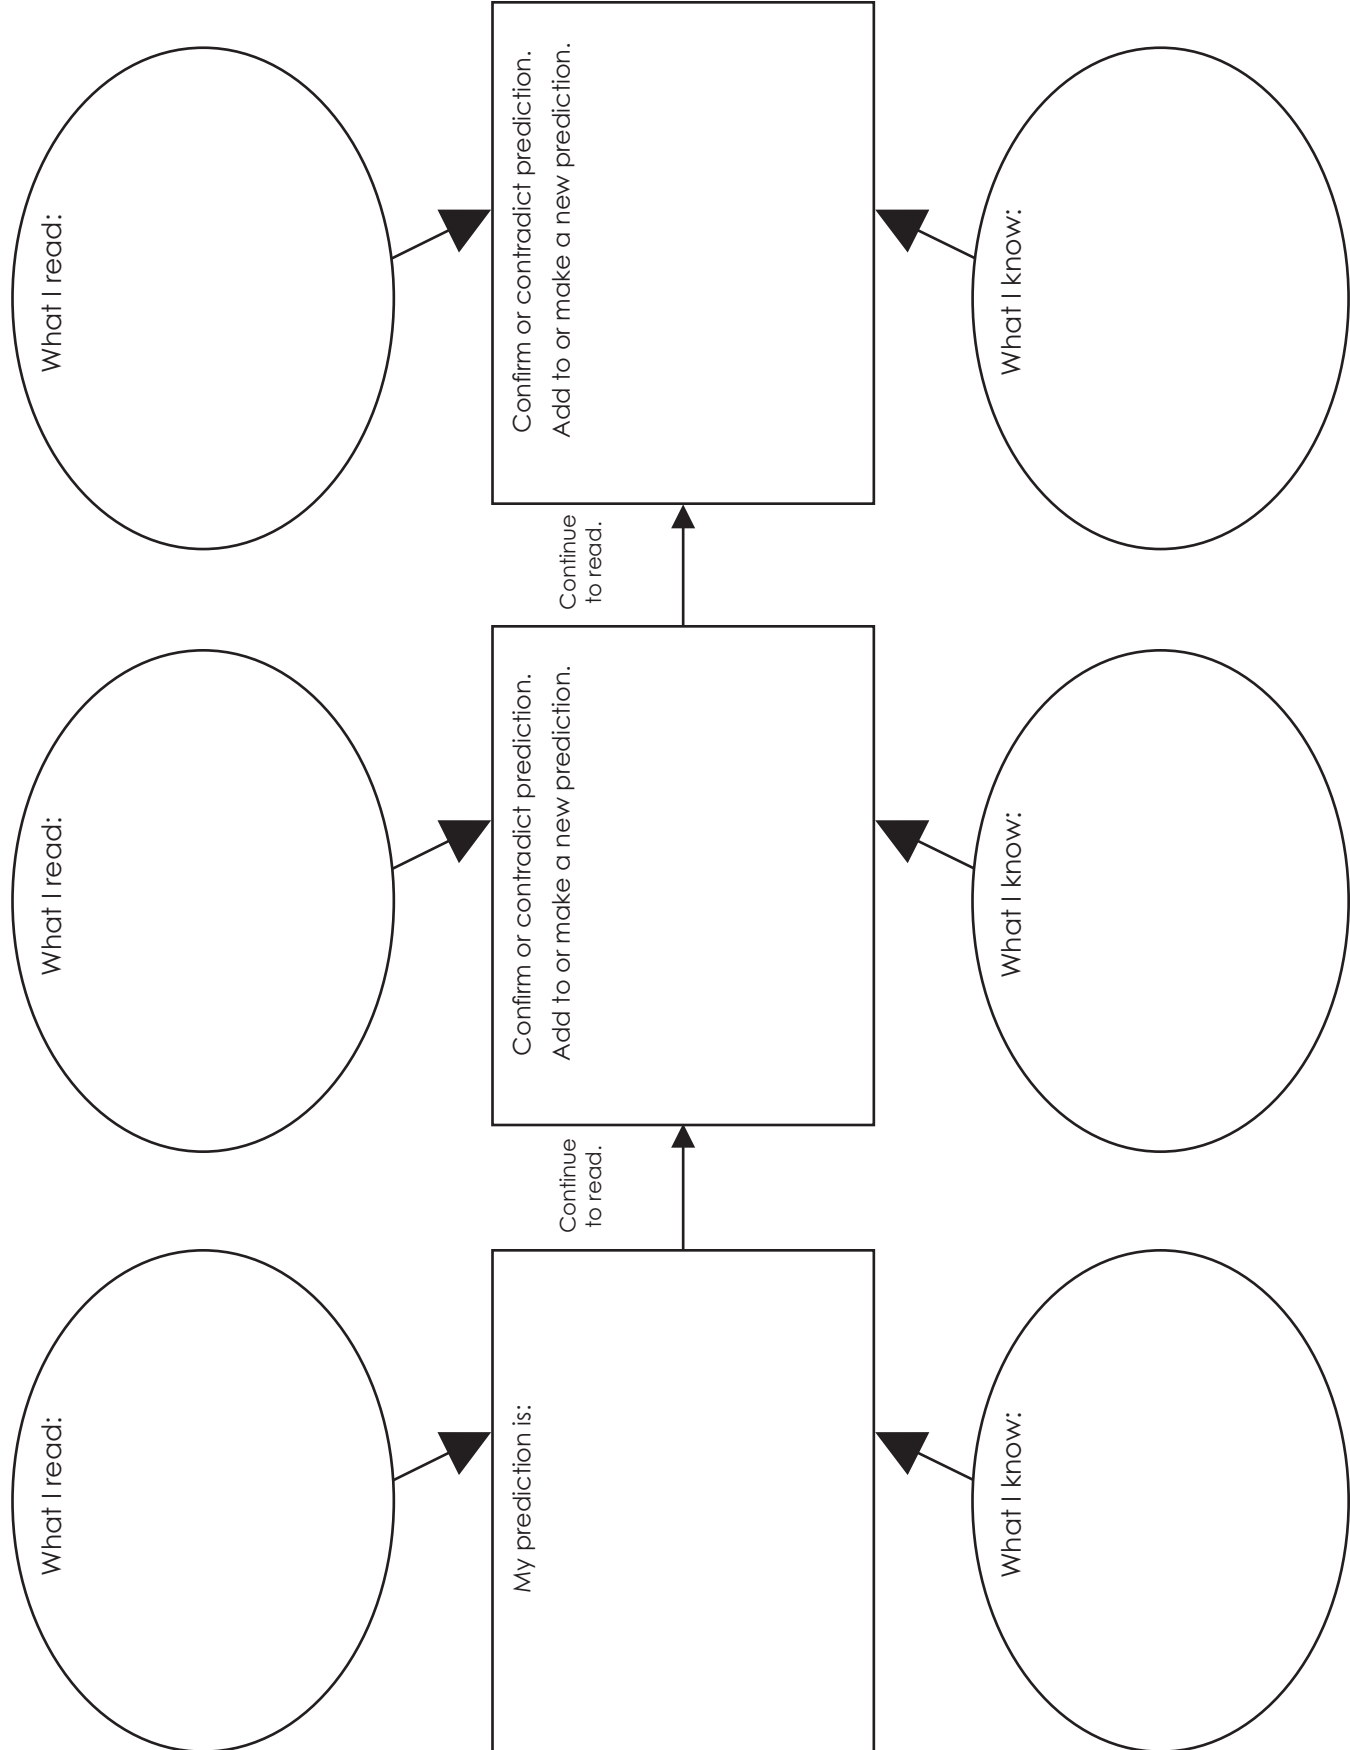 What I read:
What I read:
What I read:
My prediction is:
Continue
to read.
Confirm or contradict prediction.
Add to or make a new prediction.
Continue
to read.
Confirm or contradict prediction.
Add to or make a new prediction.
What I know:
What I know:
What I know: